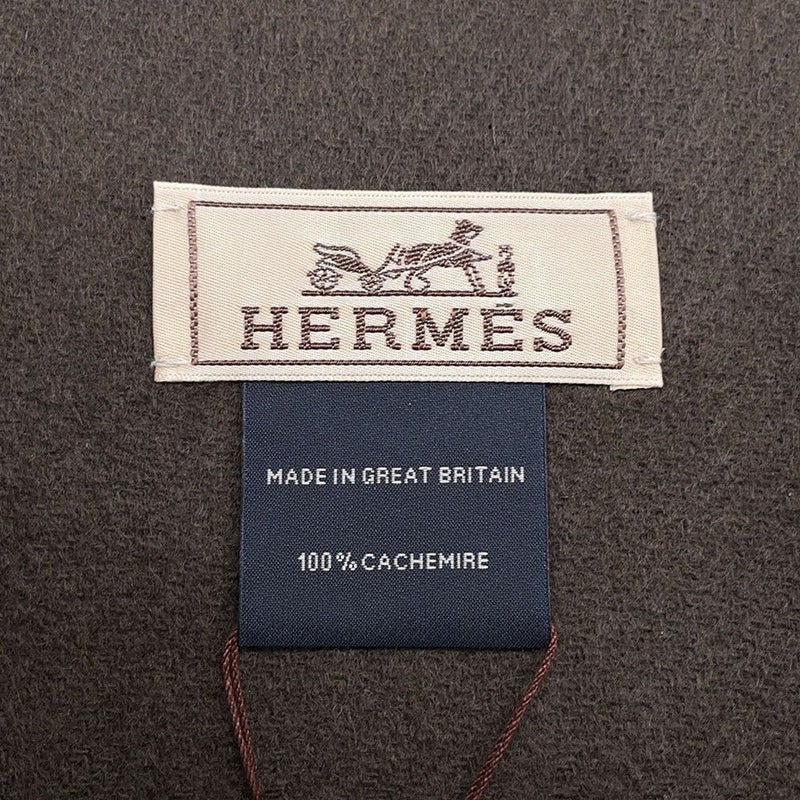 HERMÈS
MADE IN GREAT BRITAIN
100% CACHEMIRE